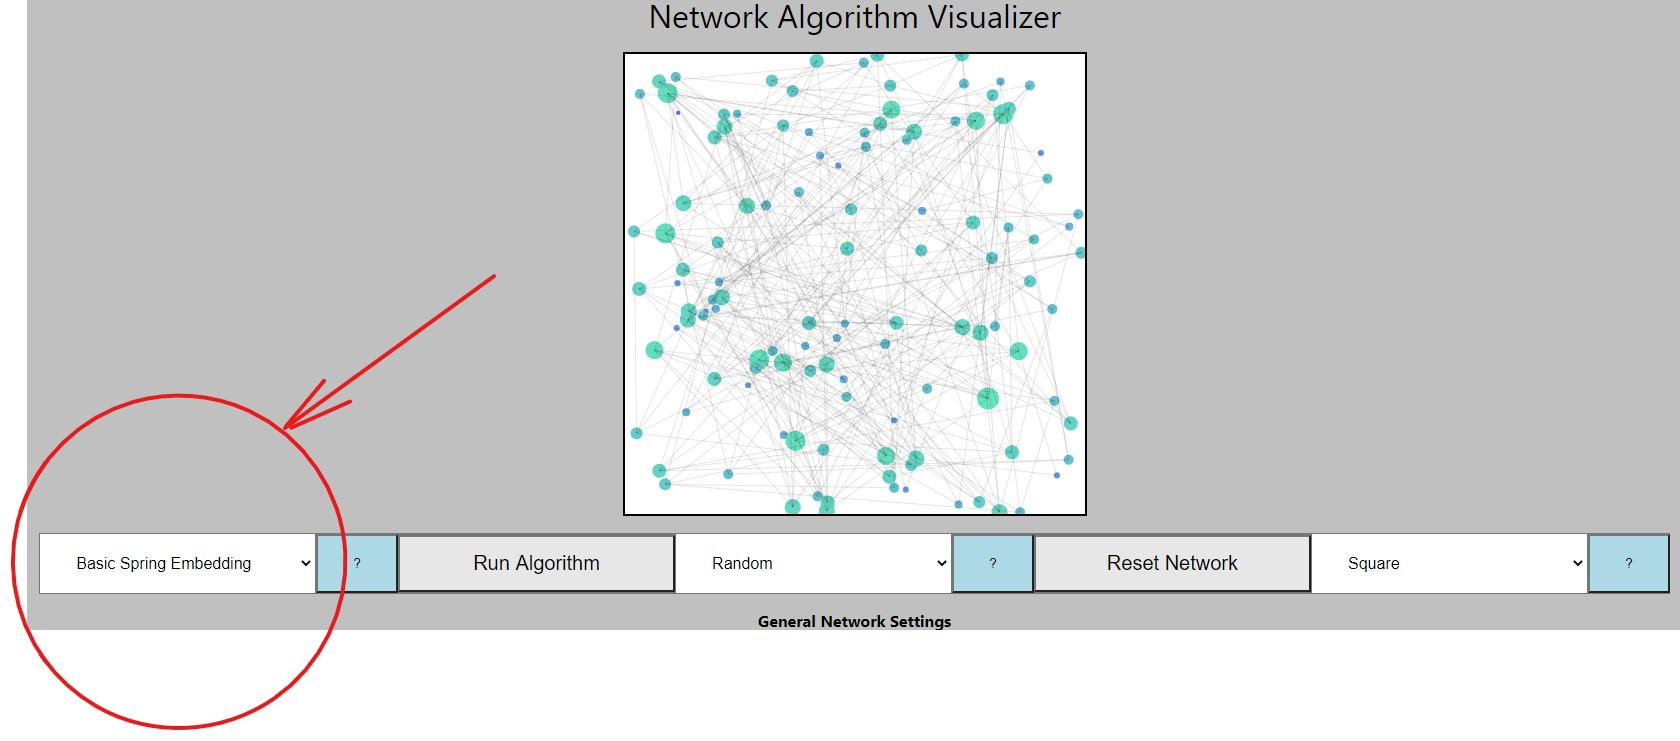 Network Algorithm Visualizer
Basic Spring Embedding ? Run Algorithm Random ? Reset Network Square ?
General Network Settings